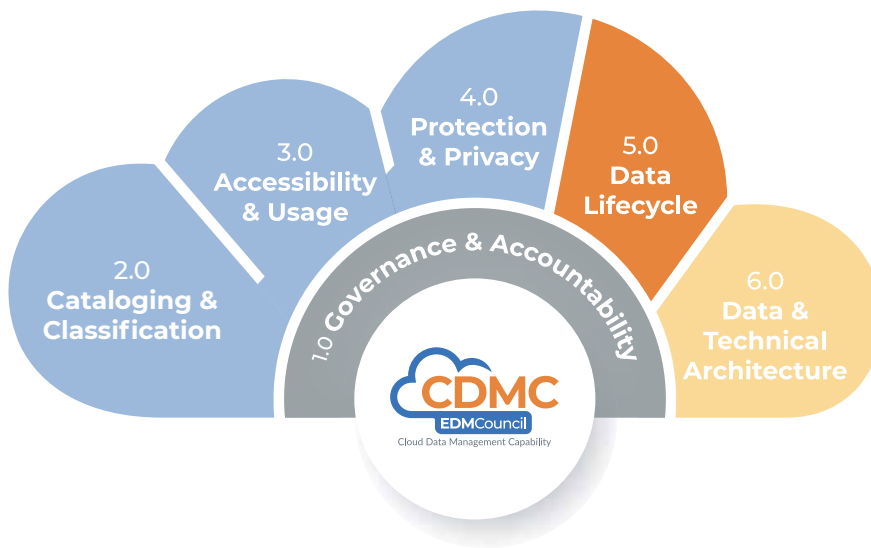 1.0 Governance & Accountability
2.0
Cataloging &
Classification
3.0
Accessibility
& Usage
4.0
Protection
& Privacy
5.0
Data
Lifecycle
6.0
Data &
Technical
Architecture
CDMC
EDMCouncil
Cloud Data Management Capability